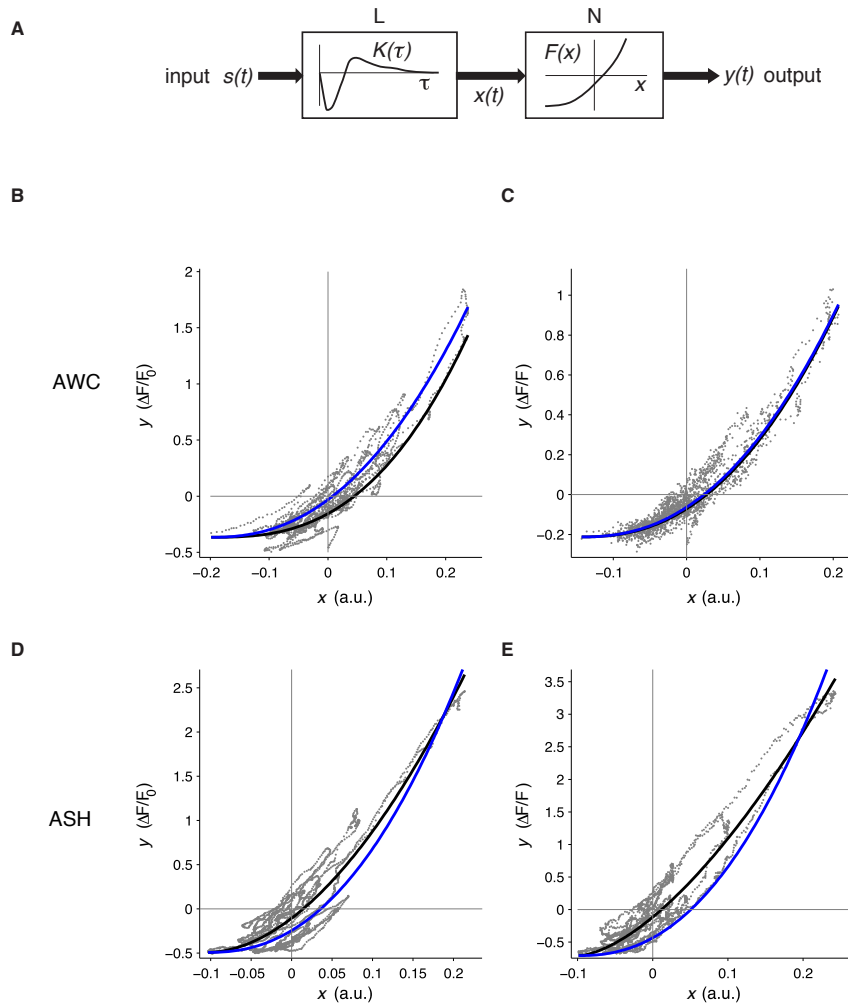 A
L
N
input s(t)
K(τ)
τ
x(t)
F(x)
x
y(t) output
B
C
AWC
y (ΔF/F0)
2
1.5
1
0.5
0
−0.5
−0.2
−0.1
0
0.1
0.2
x (a.u.)
y (ΔF/F)
1
0.8
0.6
0.4
0.2
0
−0.2
−0.1
0
0.1
0.2
x (a.u.)
D
E
ASH
y (ΔF/F0)
2.5
2
1.5
1
0.5
0
−0.5
−0.1
−0.05
0
0.05
0.1
0.15
0.2
x (a.u.)
y (ΔF/F)
3.5
3
2.5
2
1.5
1
0.5
0
−0.5
−0.1
0
0.1
0.2
x (a.u.)